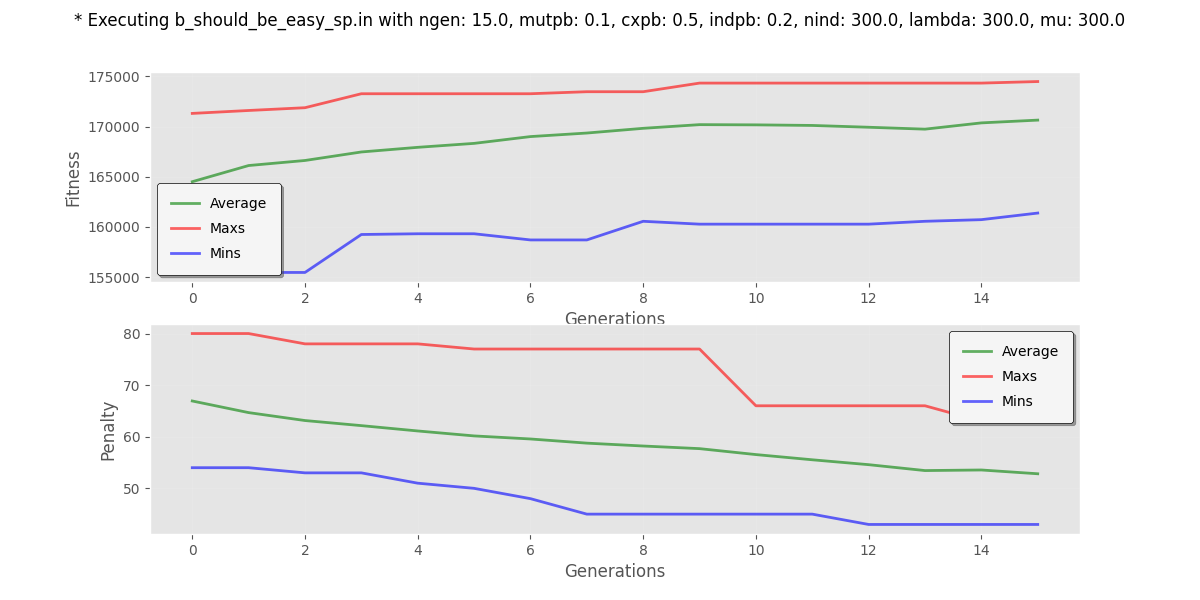 * Executing b_should_be_easy_sp.in with ngen: 15.0, mutpb: 0.1, cxpb: 0.5, indpb: 0.2, nind: 300.0, lambda: 300.0, mu: 300.0
175000
170000
165000
160000
155000
Fitness
Average
Maxs
Mins
0 2 4 6 8 10 12 14
Generations
80
70
60
50
Penalty
Average
Maxs
Mins
0 2 4 6 8 10 12 14
Generations